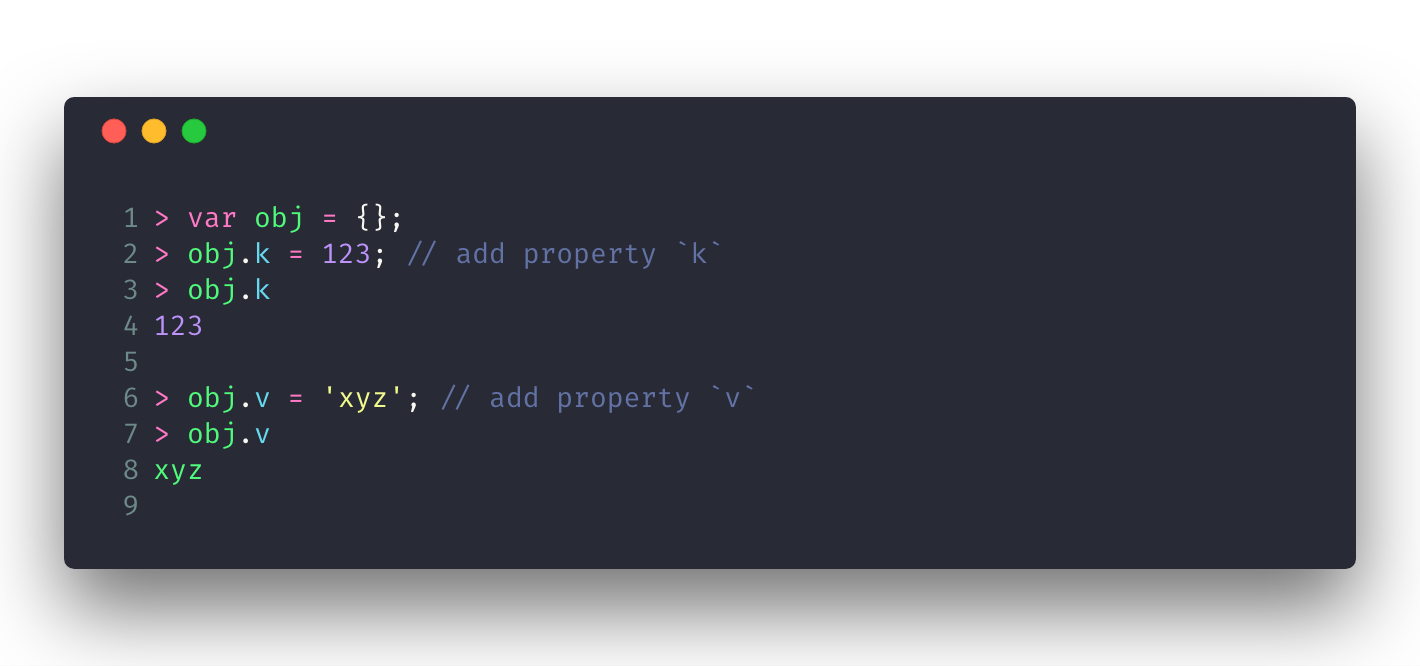 1 > var obj = {};
2 > obj.k = 123; // add property `k`
3 > obj.k
4 123
5
6 > obj.v = 'xyz'; // add property `v`
7 > obj.v
8 xyz
9